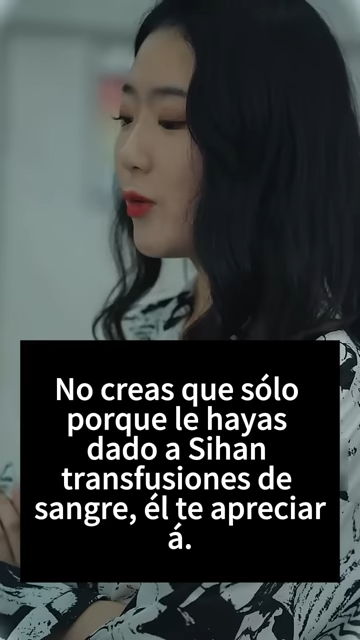 No creas que sólo
porque le hayas
dado a Sihan
transfusiones de
sangre, él te apreciar
á.